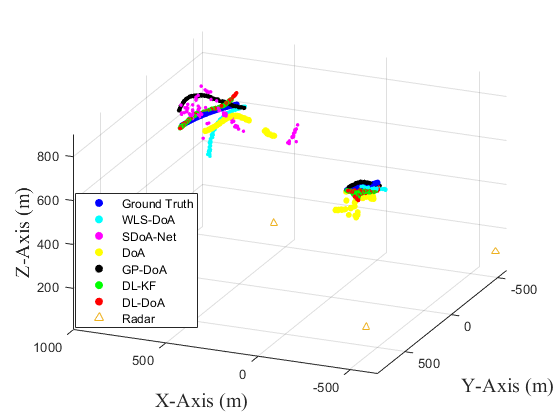 800
600
400
200
Z-Axis (m)
Ground Truth
WLS-DoA
SDoA-Net
DoA
GP-DoA
DL-KF
DL-DoA
Radar
1000
500
0
-500
X-Axis (m)
-500
0
500
Y-Axis (m)